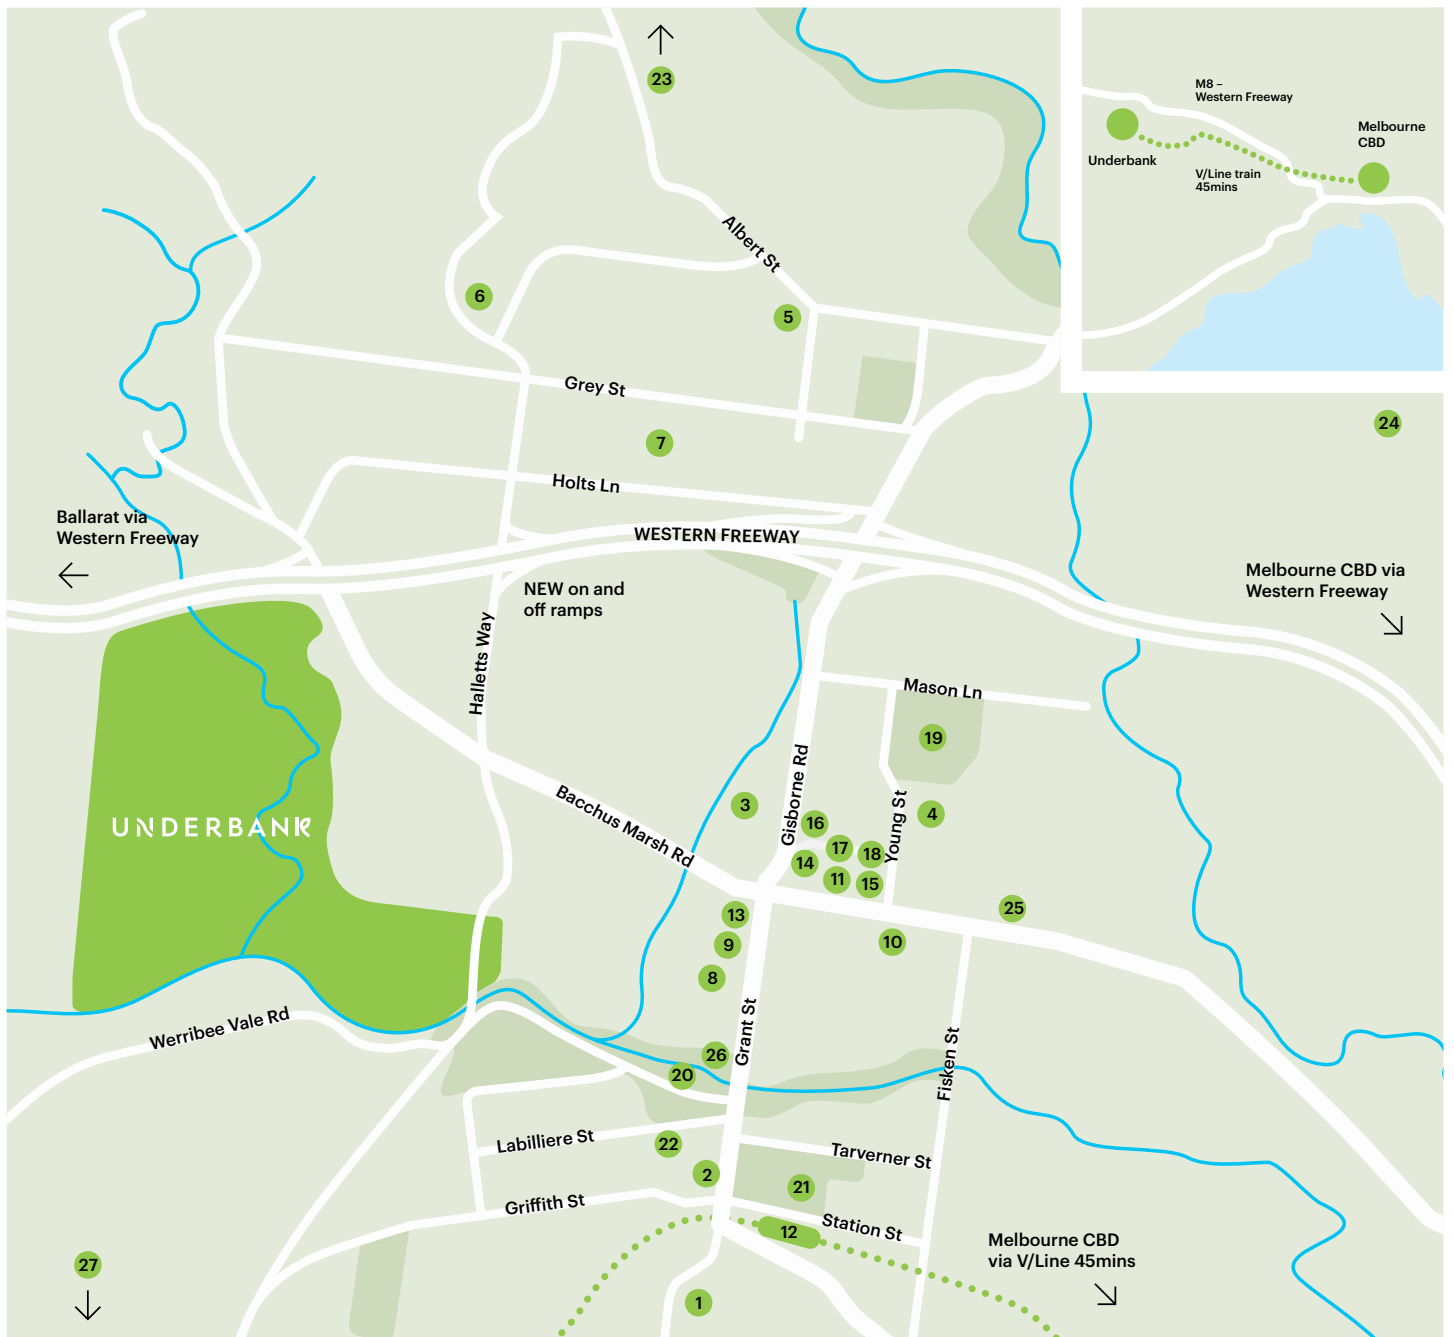 23
M8 –
Western Freeway
Melbourne
CBD
Underbank
V/Line train
45mins
Albert St
6
5
Grey St
24
7
Holts Ln
Ballarat via
Western Freeway
WESTERN FREEWAY
Melbourne CBD via
Western Freeway
NEW on and
off ramps
Halletts Way
Mason Ln
19
Gisborne Rd
Bacchus Marsh Rd
3
4
16
Young St
UNDERBANK
17
18
14
11
15
25
13
9
10
8
Werribee Vale Rd
Grant St
Fisken St
26
20
Labilliere St
22
Tarverner St
2
21
Griffith St
Station St
12
Melbourne CBD
via V/Line 45mins
27
1